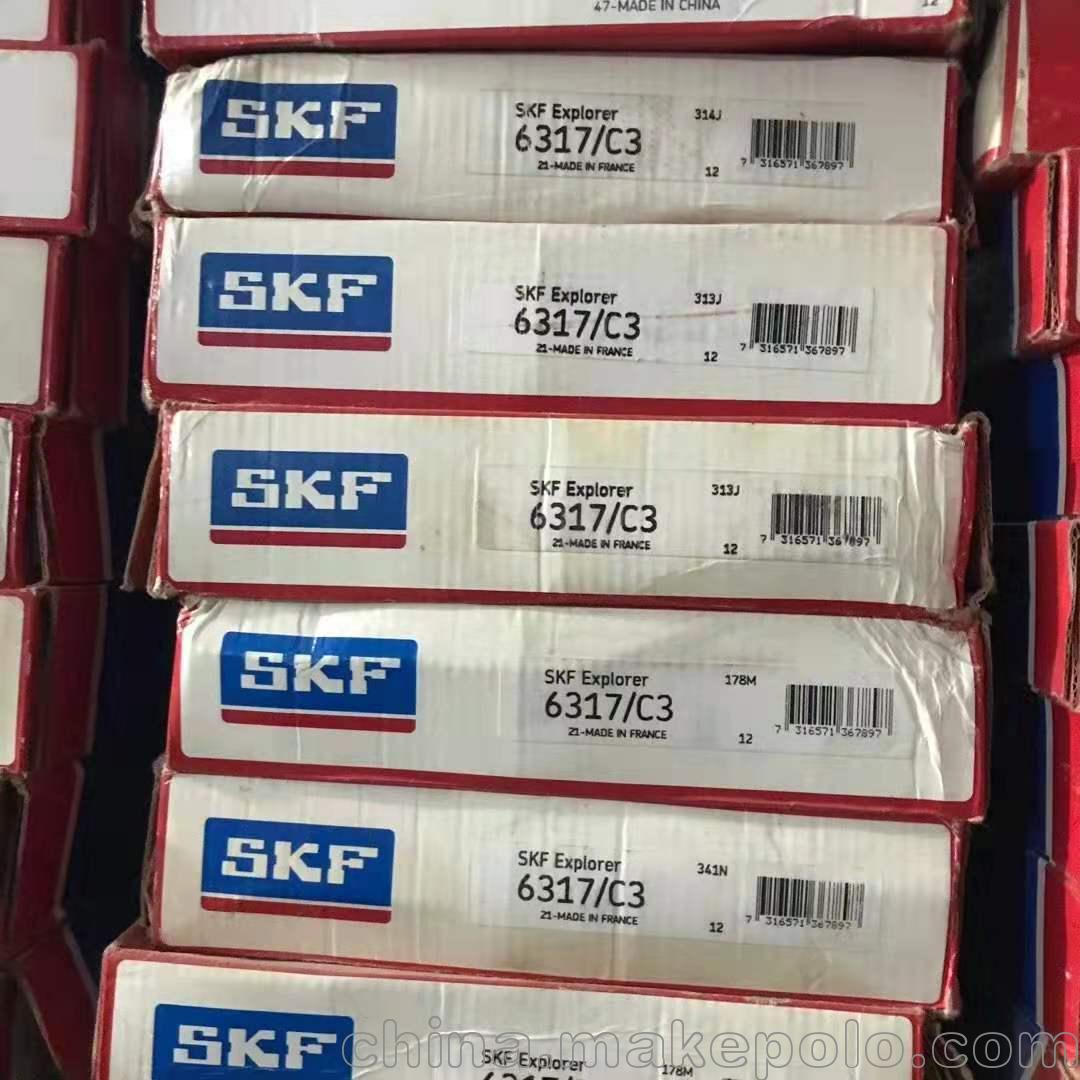 47-MADE IN CHINA
12
SKF
SKF Explorer
314J
6317/C3
21-MADE IN FRANCE
12
7 316571 367897
SKF
SKF Explorer
313J
6317/C3
21-MADE IN FRANCE
12
7 316571 367897
SKF
SKF Explorer
313J
6317/C3
21-MADE IN FRANCE
12
7 316571 367897
SKF
SKF Explorer
178M
6317/C3
21-MADE IN FRANCE
12
7 316571 367897
SKF
SKF Explorer
341N
6317/C3
21-MADE IN FRANCE
12
7 316571 367897
SKF
SKF Explorer
178M
china.makepolo.com